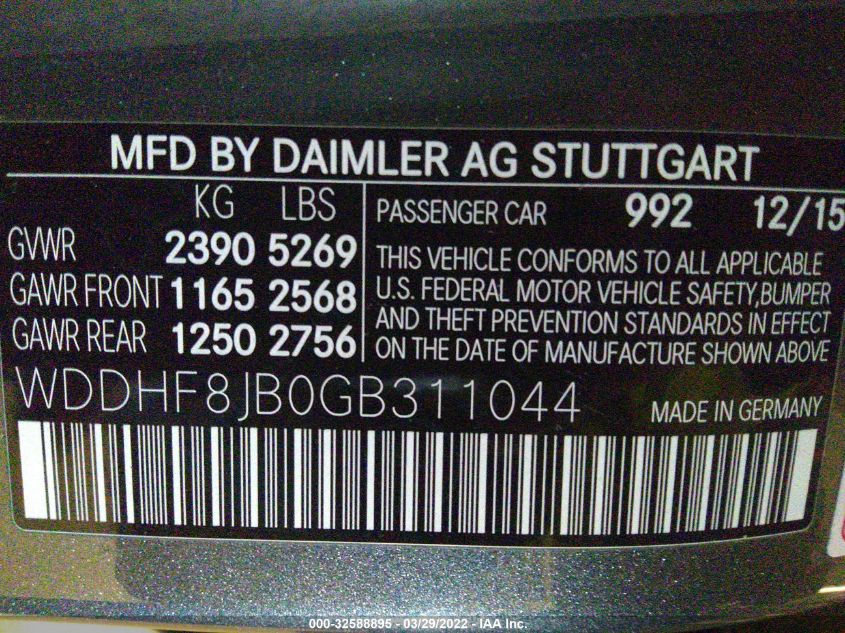 MFD BY DAIMLER AG STUTTGART
KG LBS
GVWR 2390 5269
GAWR FRONT 1165 2568
GAWR REAR 1250 2756
PASSENGER CAR 992 12/15
THIS VEHICLE CONFORMS TO ALL APPLICABLE
U.S. FEDERAL MOTOR VEHICLE SAFETY,BUMPER
AND THEFT PREVENTION STANDARDS IN EFFECT
ON THE DATE OF MANUFACTURE SHOWN ABOVE
WDDHF8JB0GB311044
MADE IN GERMANY
000-32588895 - 03/29/2022 - IAA Inc.